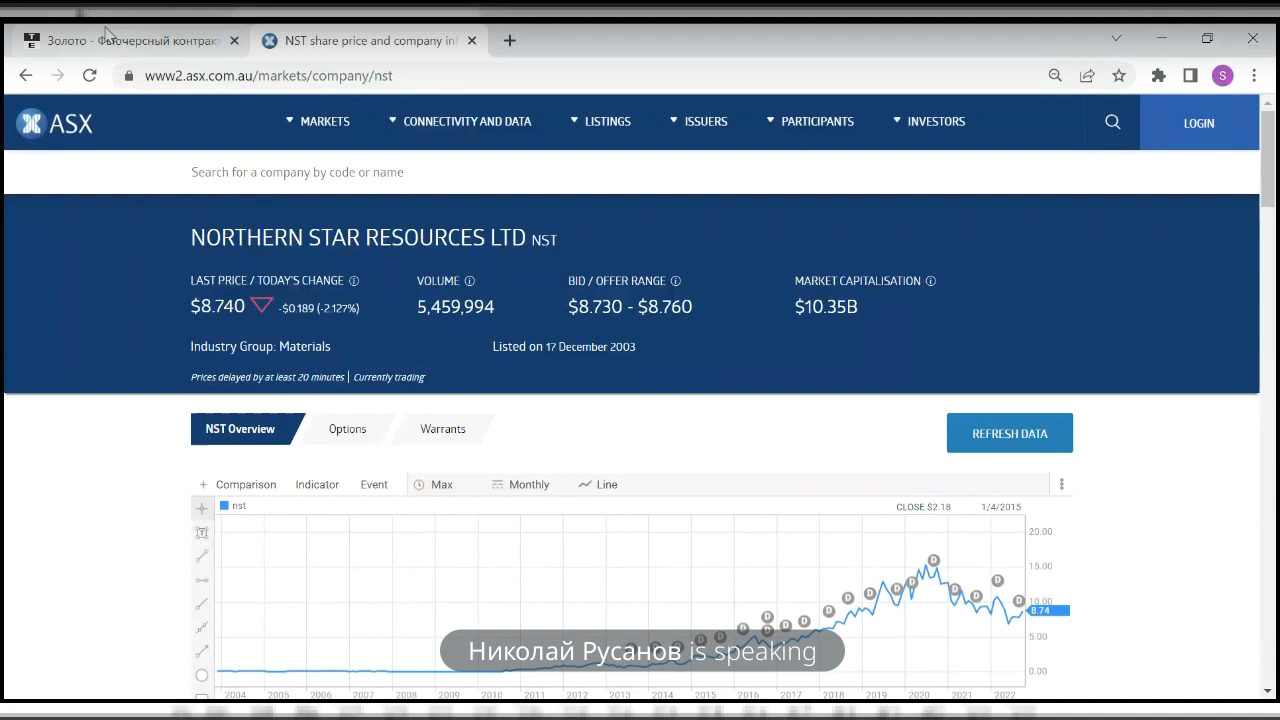 Золото - Фьючерсный контракт
NST share price and company in
www2.asx.com.au/markets/company/nst
S
ASX
MARKETS
CONNECTIVITY AND DATA
LISTINGS
ISSUERS
PARTICIPANTS
INVESTORS
LOGIN
Search for a company by code or name
NORTHERN STAR RESOURCES LTD NST
LAST PRICE / TODAY'S CHANGE
VOLUME
BID / OFFER RANGE
MARKET CAPITALISATION
$8.740 -$0.189 (-2.127%)
5,459,994
$8.730 - $8.760
$10.35B
Industry Group: Materials
Listed on 17 December 2003
Prices delayed by at least 20 minutes | Currently trading
NST Overview
Options
Warrants
REFRESH DATA
+ Comparison
Indicator
Event
Max
Monthly
Line
nst
CLOSE $2.18
1/4/2015
20.00
15.00
10.00
8.74
5.00
0.00
Николай Русанов is speaking
2004 2005 2006 2007 2008 2009 2010 2011 2012 2013 2014 2015 2016 2017 2018 2019 2020 2021 2022